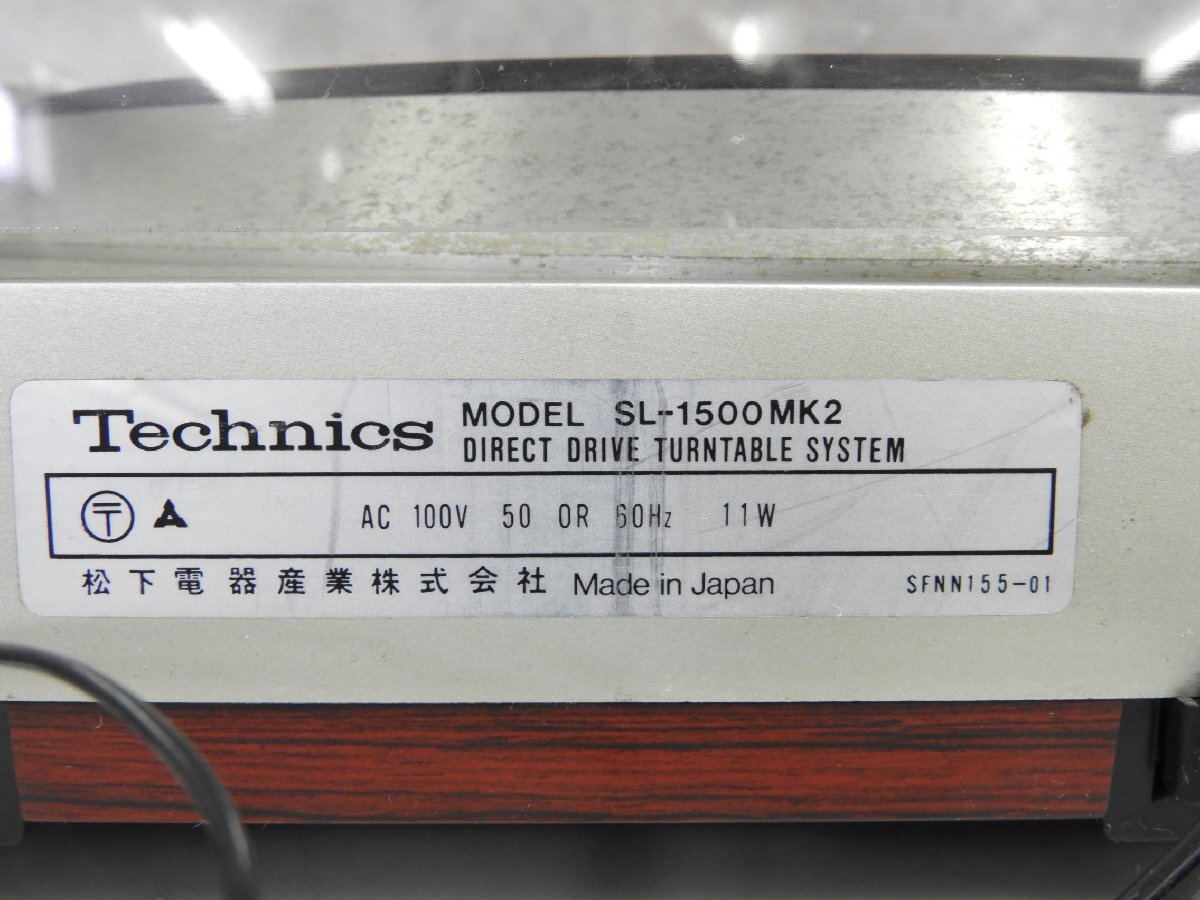 Technics MODEL SL-1500MK2
DIRECT DRIVE TURNTABLE SYSTEM
〒 AC 100V 50 OR 60Hz 11W
松下電器産業株式会社 Made in Japan SFNN155-01